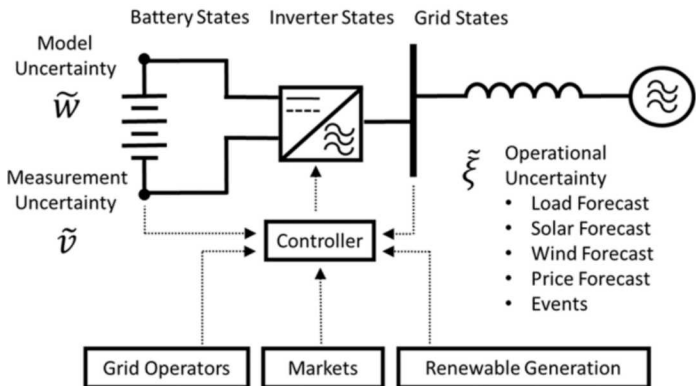 Battery States Inverter States Grid States
Model
Uncertainty
w̃
Measurement
Uncertainty
ṽ
ξ̃
Operational
Uncertainty
• Load Forecast
• Solar Forecast
• Wind Forecast
• Price Forecast
• Events
Controller
Grid Operators
Markets
Renewable Generation